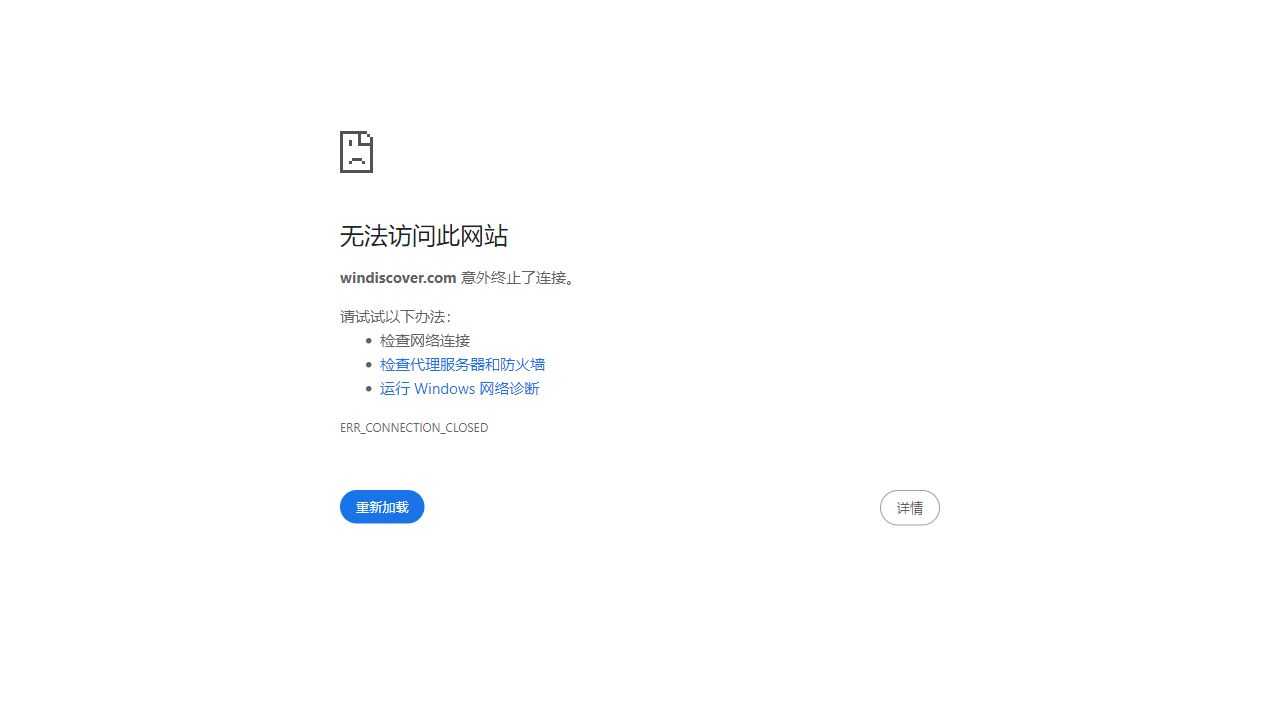 无法访问此网站
windiscover.com 意外终止了连接。
请试试以下办法：
检查网络连接
检查代理服务器和防火墙
运行 Windows 网络诊断
ERR_CONNECTION_CLOSED
重新加载
详情